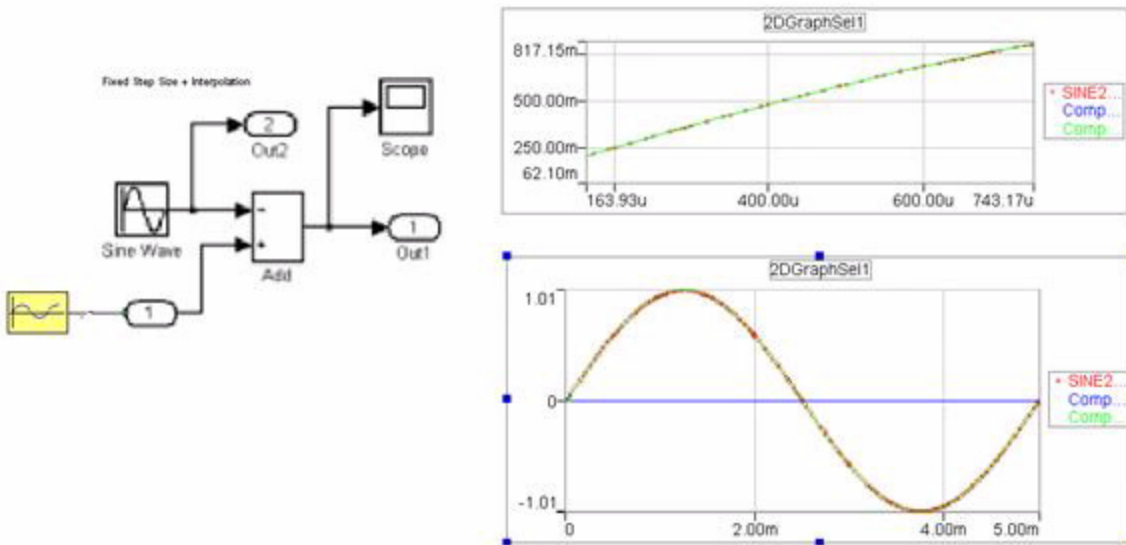 Fixed Step Size + Interpolation
2
Out2
Scope
Sine Wave
Add
1
Out1
1
2DGraphSel1
817.15m
500.00m
250.00m
62.10m
163.93u
400.00u
600.00u
743.17u
SINE2...
Comp...
Comp...
2DGraphSel1
1.01
0
-1.01
0
2.00m
4.00m
5.00m
SINE2...
Comp...
Comp...